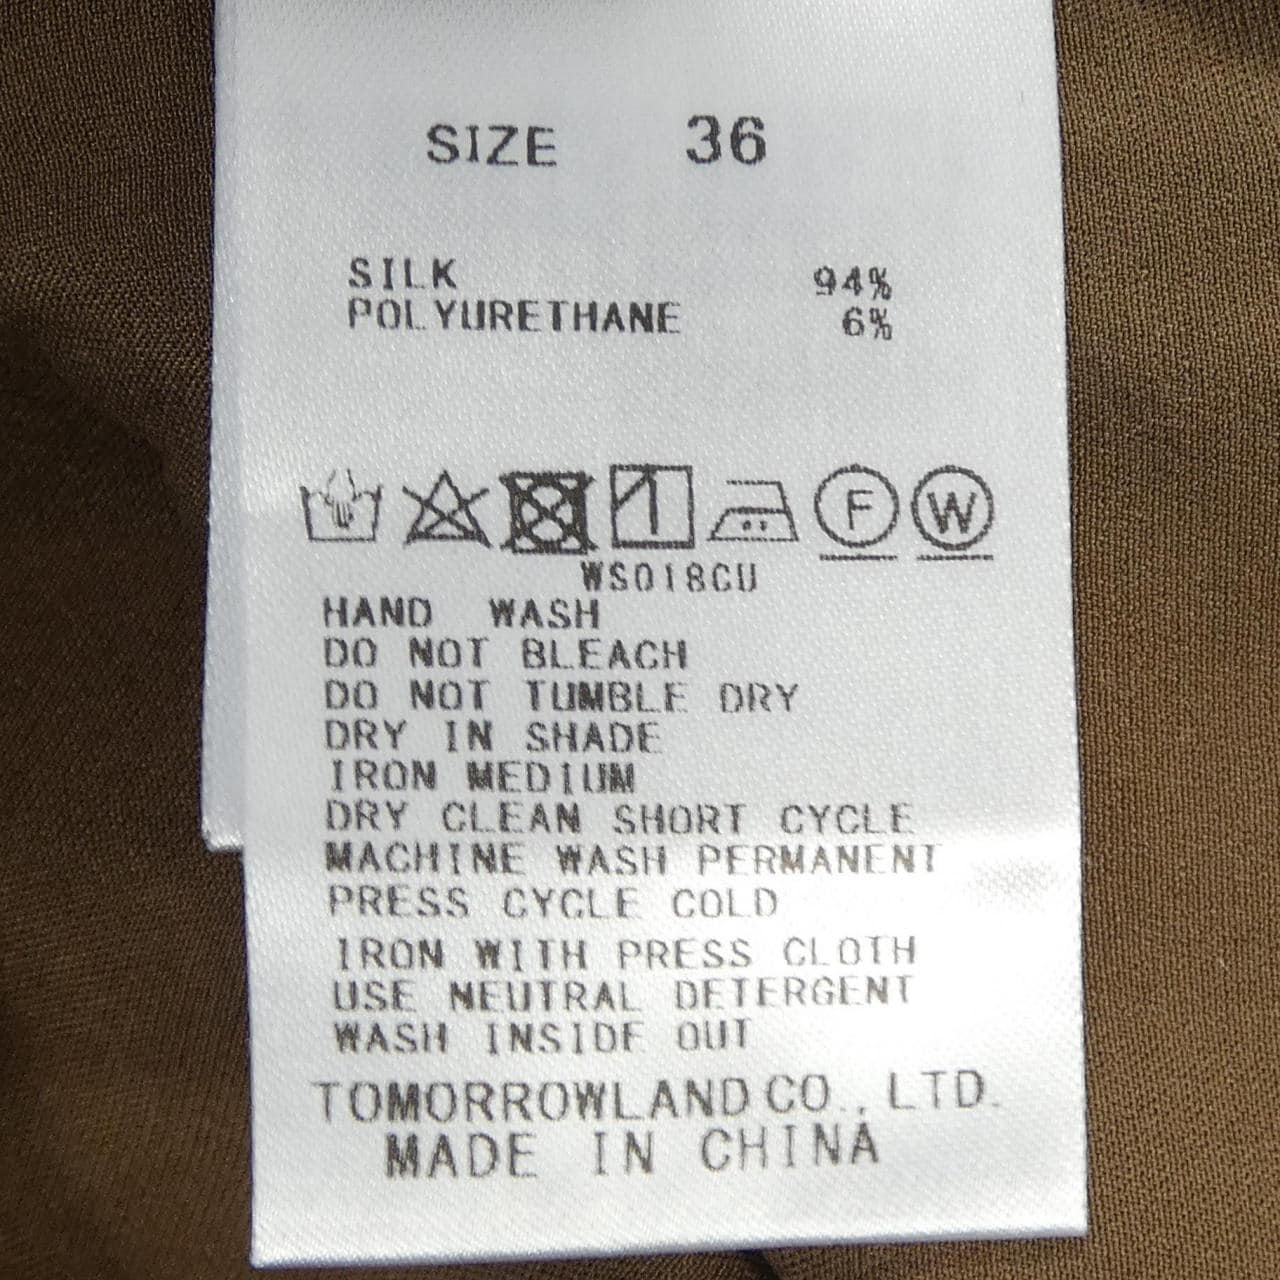 SIZE 36
SILK 94%
POLYURETHANE 6%
F W
WS018CU
HAND WASH
DO NOT BLEACH
DO NOT TUMBLE DRY
DRY IN SHADE
IRON MEDIUM
DRY CLEAN SHORT CYCLE
MACHINE WASH PERMANENT
PRESS CYCLE COLD
IRON WITH PRESS CLOTH
USE NEUTRAL DETERGENT
WASH INSIDE OUT
TOMORROWLAND CO., LTD.
MADE IN CHINA